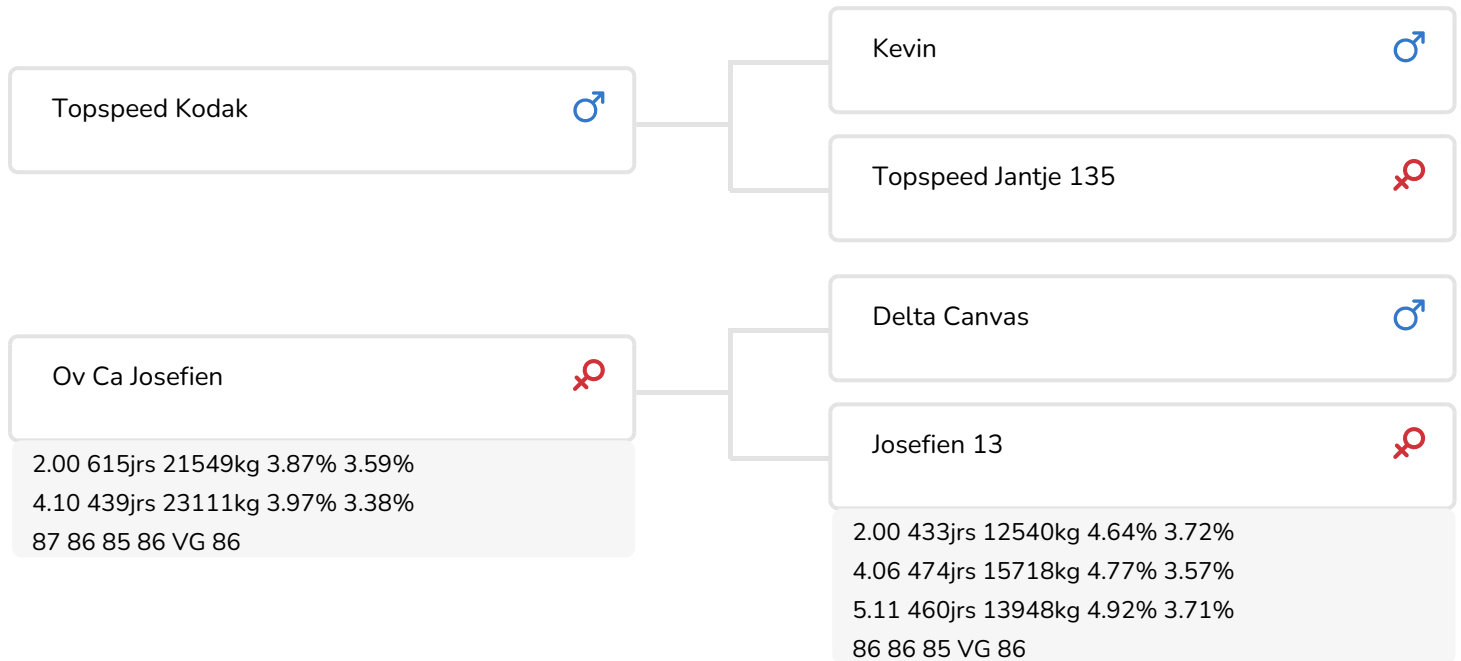 Kevin
Topspeed Kodak
Topspeed Jantje 135
Delta Canvas
Ov Ca Josefien
2.00 615jrs 21549kg 3.87% 3.59%
4.10 439jrs 23111kg 3.97% 3.38%
87 86 85 86 VG 86
Josefien 13
2.00 433jrs 12540kg 4.64% 3.72%
4.06 474jrs 15718kg 4.77% 3.57%
5.11 460jrs 13948kg 4.92% 3.71%
86 86 85 VG 86